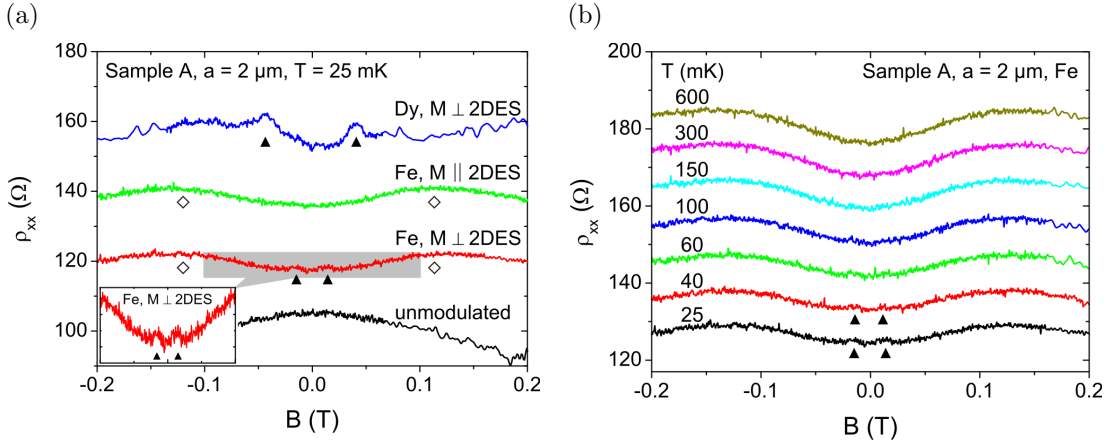 (a)
180
160
140
120
100
ρxx (Ω)
Sample A, a = 2 μm, T = 25 mK
Dy, M ⊥ 2DES
Fe, M || 2DES
Fe, M ⊥ 2DES
Fe, M ⊥ 2DES
unmodulated
-0.2 -0.1 0.0 0.1 0.2
B (T)
(b)
200
180
160
140
120
ρxx (Ω)
T (mK) Sample A, a = 2 μm, Fe
600
300
150
100
60
40
25
-0.2 -0.1 0.0 0.1 0.2
B (T)